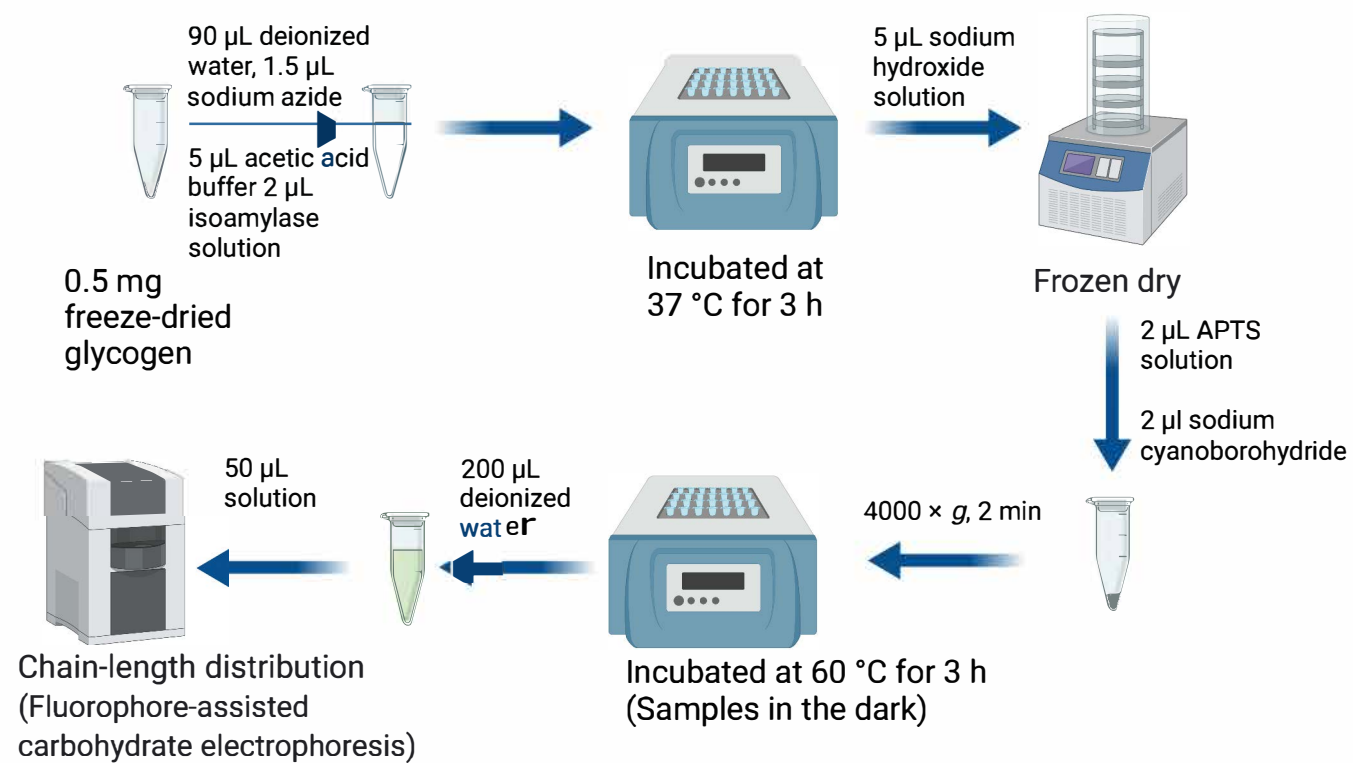 90 µL deionized
water, 1.5 µL
sodium azide
5 µL acetic acid
buffer 2 µL
isoamylase
solution
0.5 mg
freeze-dried
glycogen
Incubated at
37 °C for 3 h
5 µL sodium
hydroxide
solution
Frozen dry
2 µL APTS
solution
2 µl sodium
cyanoborohydride
4000 × g, 2 min
Incubated at 60 °C for 3 h
(Samples in the dark)
200 µL
deionized
water
50 µL
solution
Chain-length distribution
(Fluorophore-assisted
carbohydrate electrophoresis)